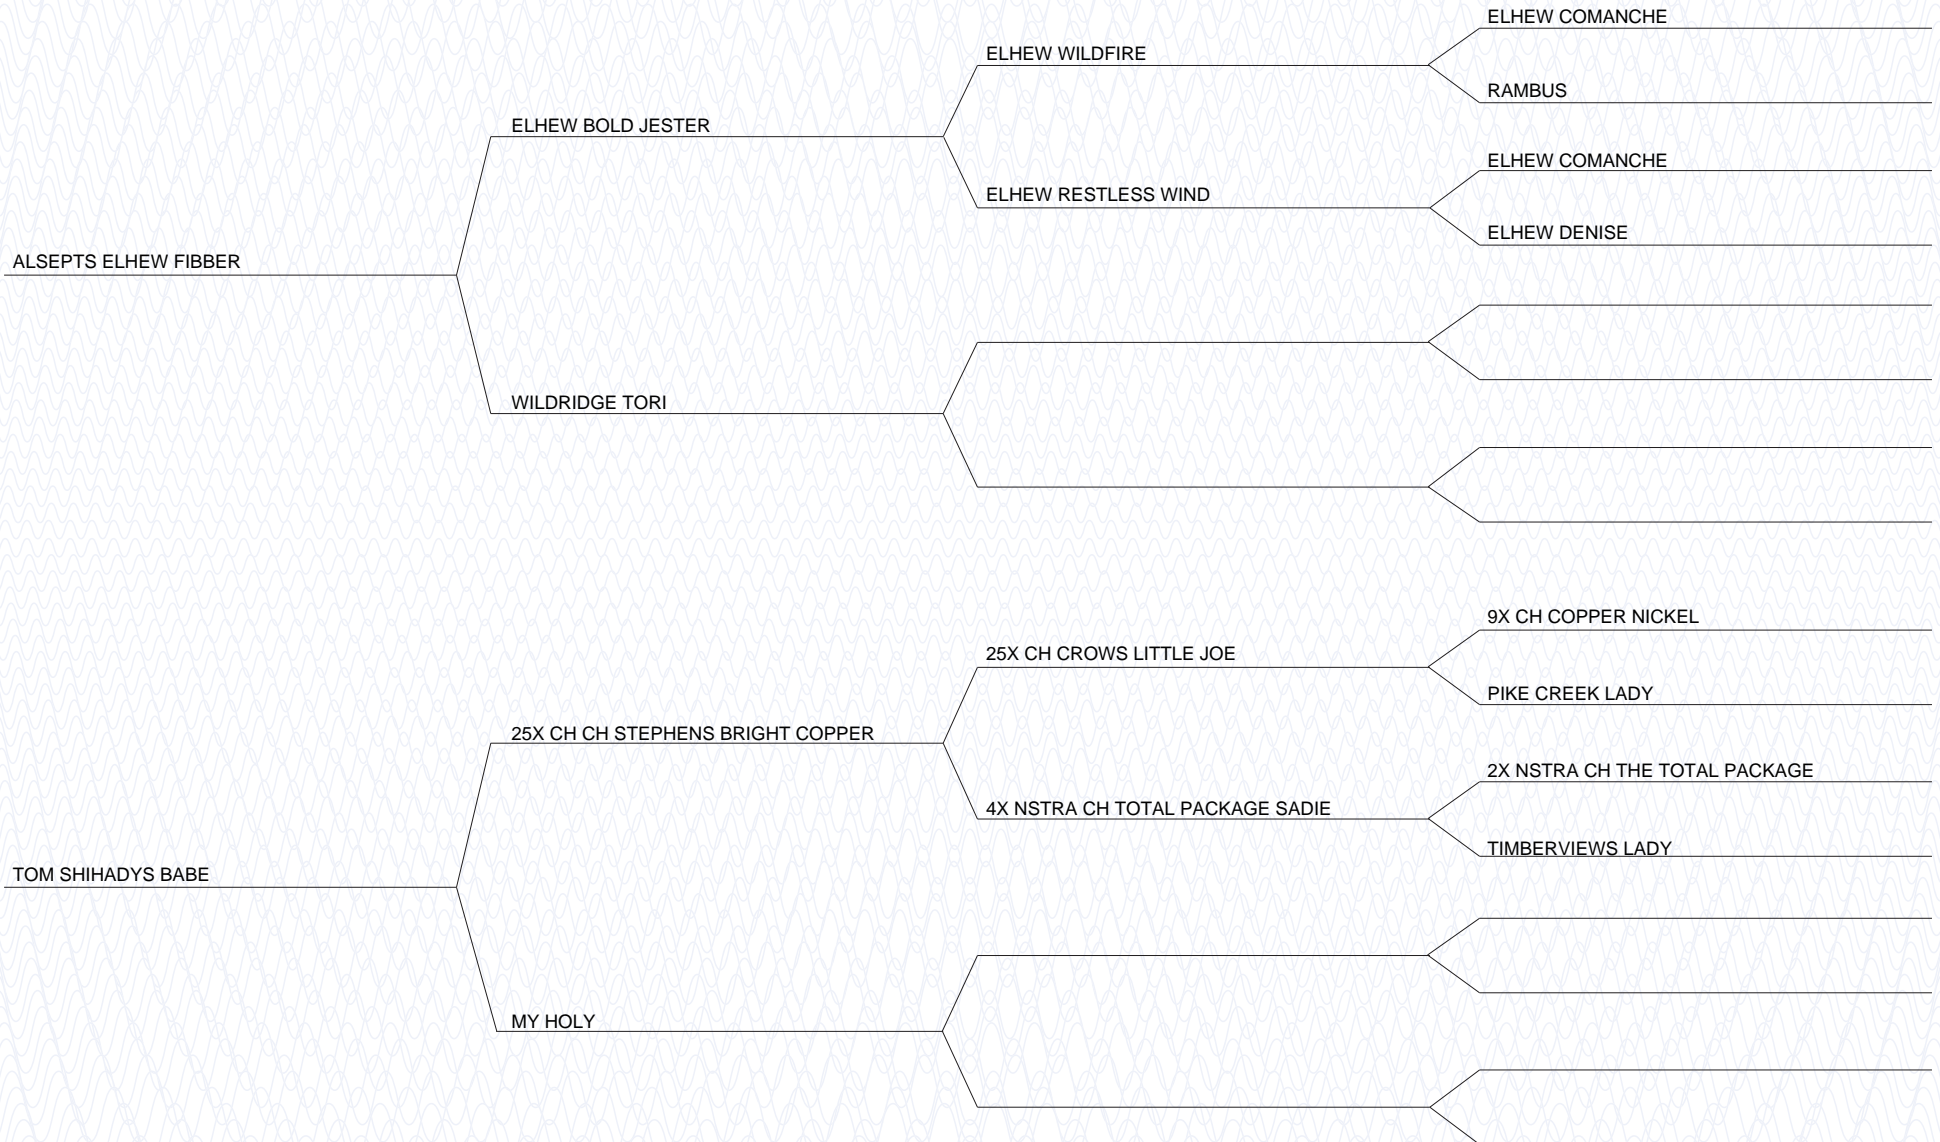 ELHEW COMANCHE
ELHEW WILDFIRE
RAMBUS
ELHEW BOLD JESTER
ELHEW COMANCHE
ELHEW RESTLESS WIND
ELHEW DENISE
ALSEPTS ELHEW FIBBER
WILDRIDGE TORI
9X CH COPPER NICKEL
25X CH CROWS LITTLE JOE
PIKE CREEK LADY
25X CH CH STEPHENS BRIGHT COPPER
2X NSTRA CH THE TOTAL PACKAGE
4X NSTRA CH TOTAL PACKAGE SADIE
TIMBERVIEWS LADY
TOM SHIHADYS BABE
MY HOLY